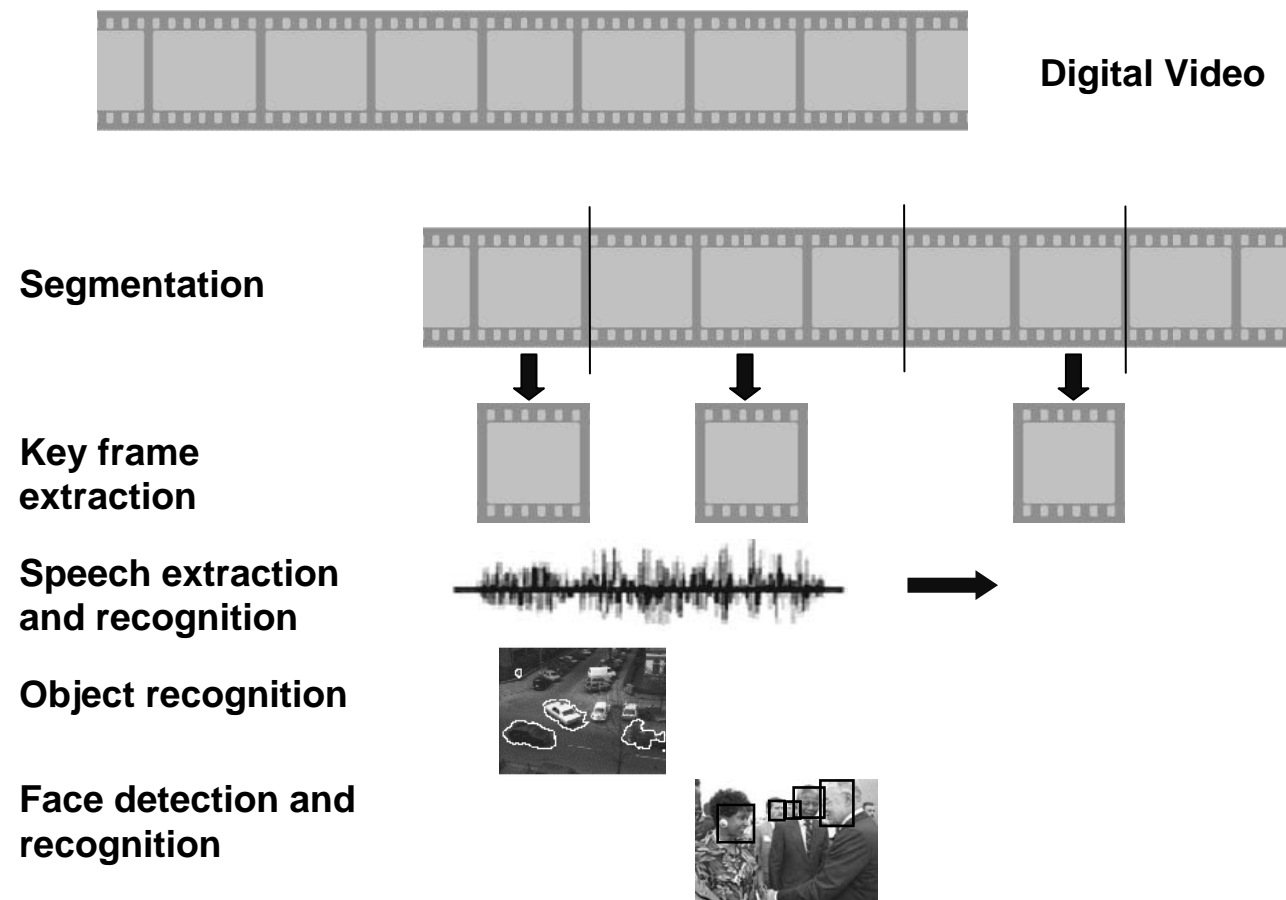 Digital Video
Segmentation
Key frame
extraction
Speech extraction
and recognition
Object recognition
Face detection and
recognition